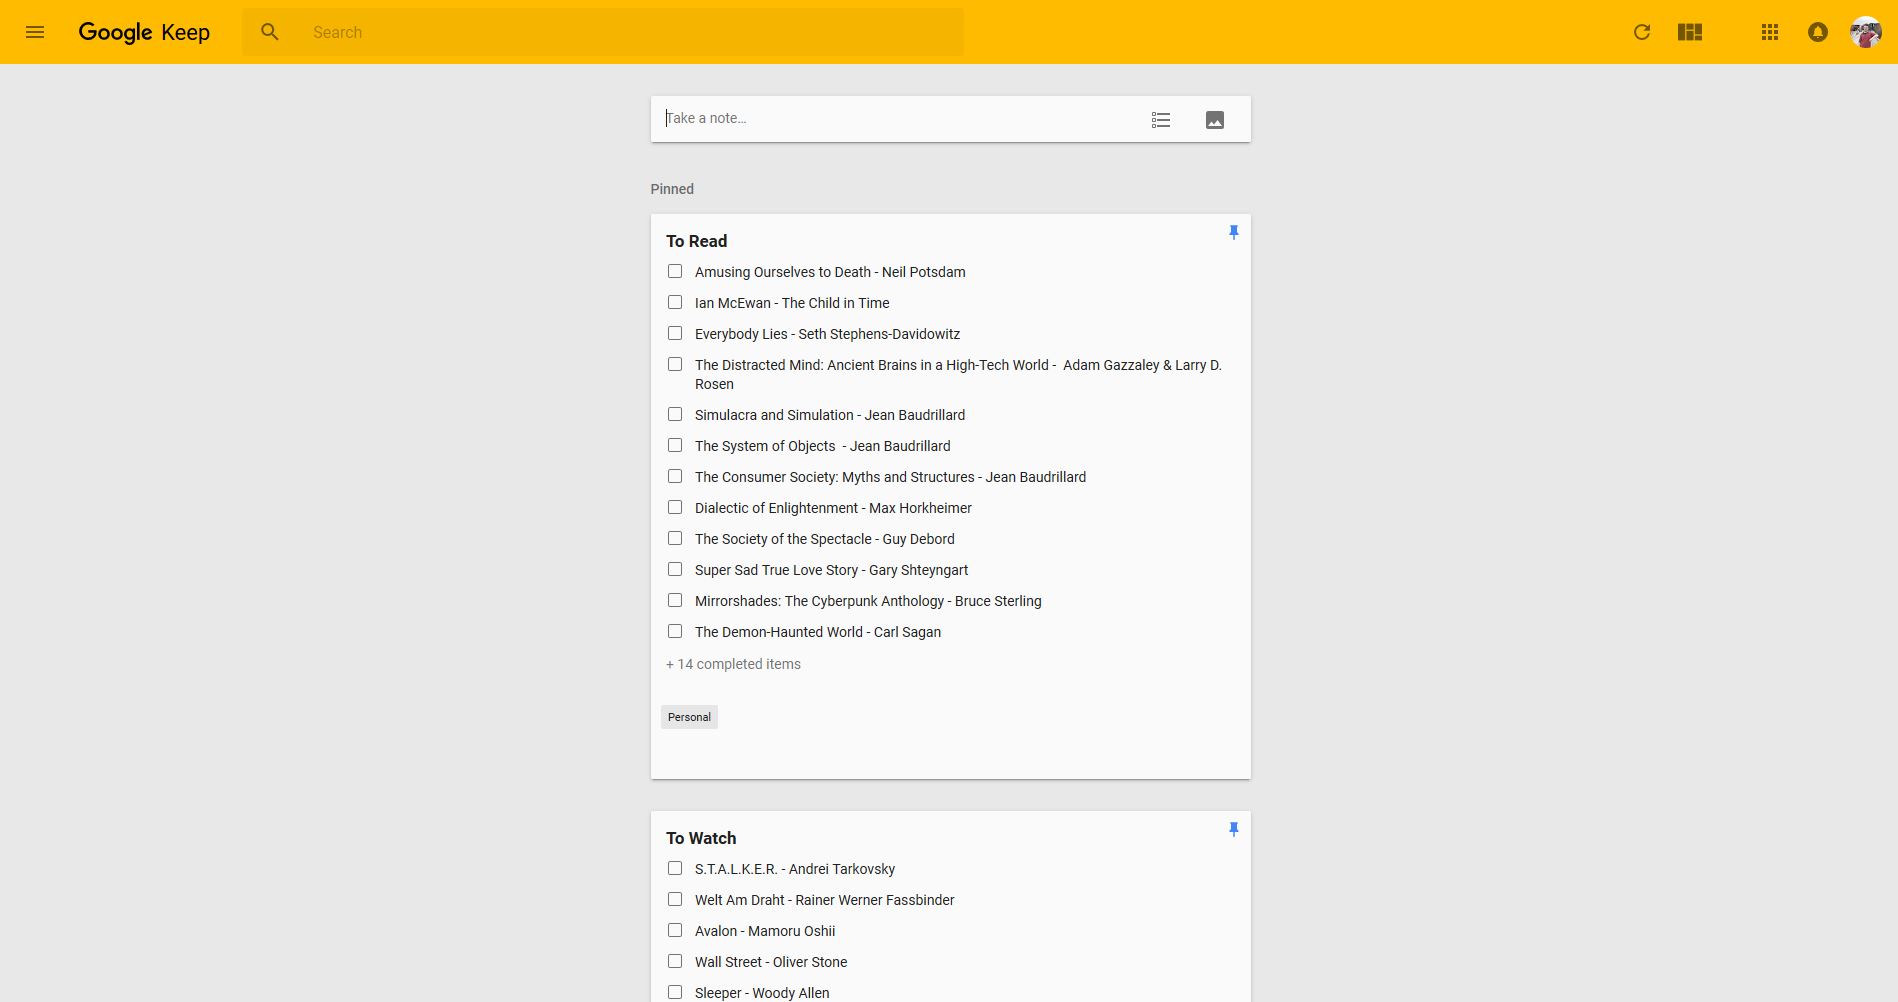 Google Keep
Search
Take a note...
Pinned
To Read
Amusing Ourselves to Death - Neil Potsdam
Ian McEwan - The Child in Time
Everybody Lies - Seth Stephens-Davidowitz
The Distracted Mind: Ancient Brains in a High-Tech World -  Adam Gazzaley & Larry D.
Rosen
Simulacra and Simulation - Jean Baudrillard
The System of Objects  - Jean Baudrillard
The Consumer Society: Myths and Structures - Jean Baudrillard
Dialectic of Enlightenment - Max Horkheimer
The Society of the Spectacle - Guy Debord
Super Sad True Love Story - Gary Shteyngart
Mirrorshades: The Cyberpunk Anthology - Bruce Sterling
The Demon-Haunted World - Carl Sagan
+ 14 completed items
Personal
To Watch
S.T.A.L.K.E.R. - Andrei Tarkovsky
Welt Am Draht - Rainer Werner Fassbinder
Avalon - Mamoru Oshii
Wall Street - Oliver Stone
Sleeper - Woody Allen